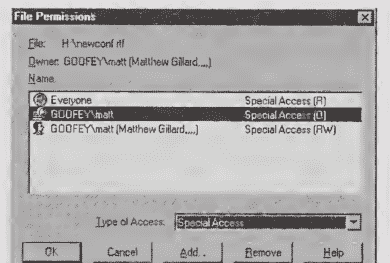 File Permissions
File: H:\newconf.rtf
Owner: GOOFEY\matt (Matthew Gillard,,,,)
Name:
Everyone Special Access (R)
GOOFEY\matt Special Access (O)
GOOFEY\matt (Matthew Gillard,,,,) Special Access (RW)
Type of Access: Special Access
OK Cancel Add... Remove Help